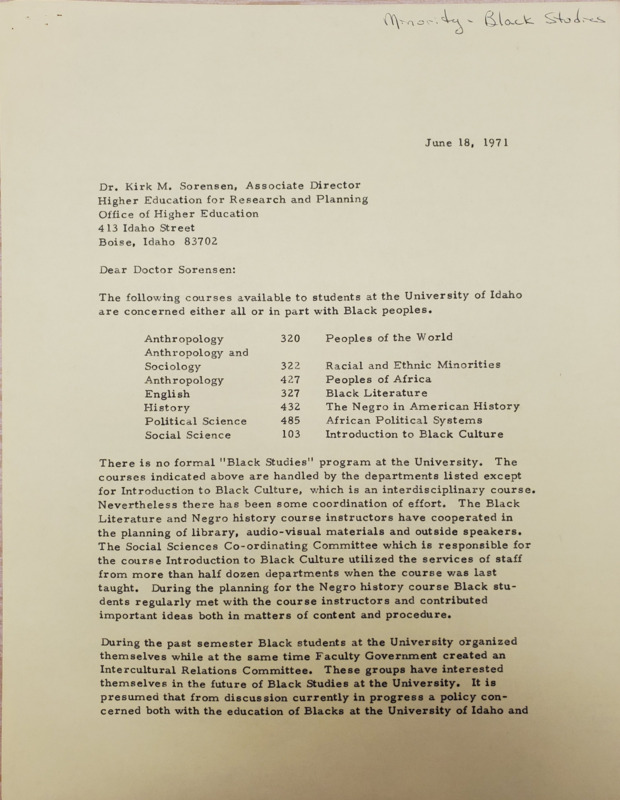 Minority - Black Studies
June 18, 1971
Dr. Kirk M. Sorensen, Associate Director
Higher Education for Research and Planning
Office of Higher Education
413 Idaho Street
Boise, Idaho 83702
Dear Doctor Sorensen:
The following courses available to students at the University of Idaho
are concerned either all or in part with Black peoples.
Anthropology 320 Peoples of the World
Anthropology and
Sociology 322 Racial and Ethnic Minorities
Anthropology 427 Peoples of Africa
English 327 Black Literature
History 432 The Negro in American History
Political Science 485 African Political Systems
Social Science 103 Introduction to Black Culture
There is no formal "Black Studies" program at the University. The
courses indicated above are handled by the departments listed except
for Introduction to Black Culture, which is an interdisciplinary course.
Nevertheless there has been some coordination of effort. The Black
Literature and Negro history course instructors have cooperated in
the planning of library, audio-visual materials and outside speakers.
The Social Sciences Co-ordinating Committee which is responsible for
the course Introduction to Black Culture utilized the services of staff
from more than half dozen departments when the course was last
taught. During the planning for the Negro history course Black stu-
dents regularly met with the course instructors and contributed
important ideas both in matters of content and procedure.
During the past semester Black students at the University organized
themselves while at the same time Faculty Government created an
Intercultural Relations Committee. These groups have interested
themselves in the future of Black Studies at the University. It is
presumed that from discussion currently in progress a policy con-
cerned both with the education of Blacks at the University of Idaho and